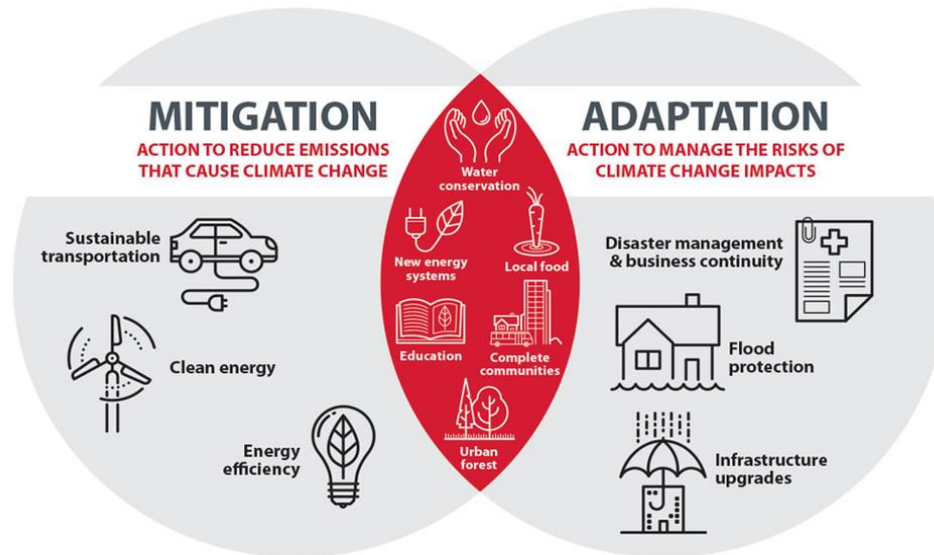 MITIGATION
ACTION TO REDUCE EMISSIONS
THAT CAUSE CLIMATE CHANGE
Sustainable
transportation
Clean energy
Energy
efficiency
Water
conservation
New energy
systems
Local food
Education
Complete
communities
Urban
forest
ADAPTATION
ACTION TO MANAGE THE RISKS OF
CLIMATE CHANGE IMPACTS
Disaster management
& business continuity
Flood
protection
Infrastructure
upgrades